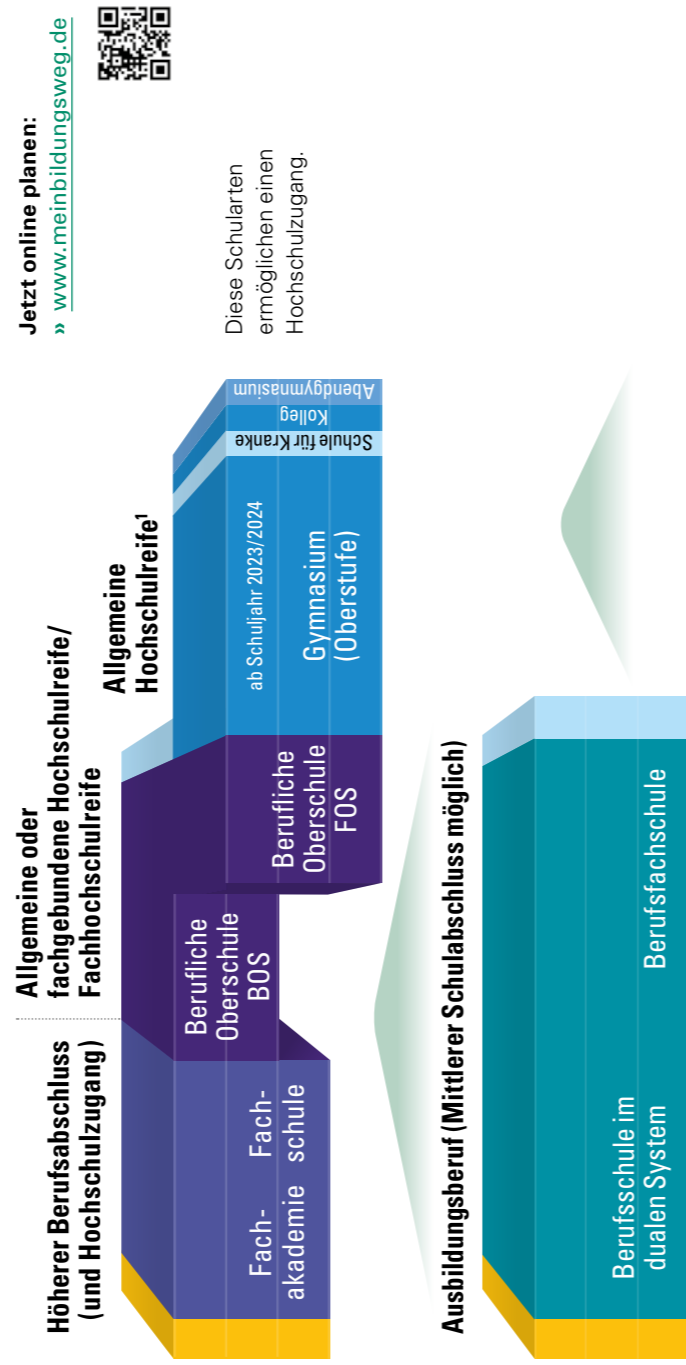 Jetzt online planen:
» www.meinbildungsweg.de
Höherer Berufsabschluss
(und Hochschulzugang)
Allgemeine oder
fachgebundene Hochschulreife/
Fachhochschulreife
Allgemeine
Hochschulreife¹
Fach-
akademie
Fach-
schule
Berufliche
Oberschule
BOS
Berufliche
Oberschule
FOS
ab Schuljahr 2023/2024
Gymnasium
(Oberstufe)
Schule für Kranke
Kolleg
Abendgymnasium
Diese Schularten
ermöglichen einen
Hochschulzugang.
Ausbildungsberuf (Mittlerer Schulabschluss möglich)
Berufsschule im
dualen System
Berufsfachschule